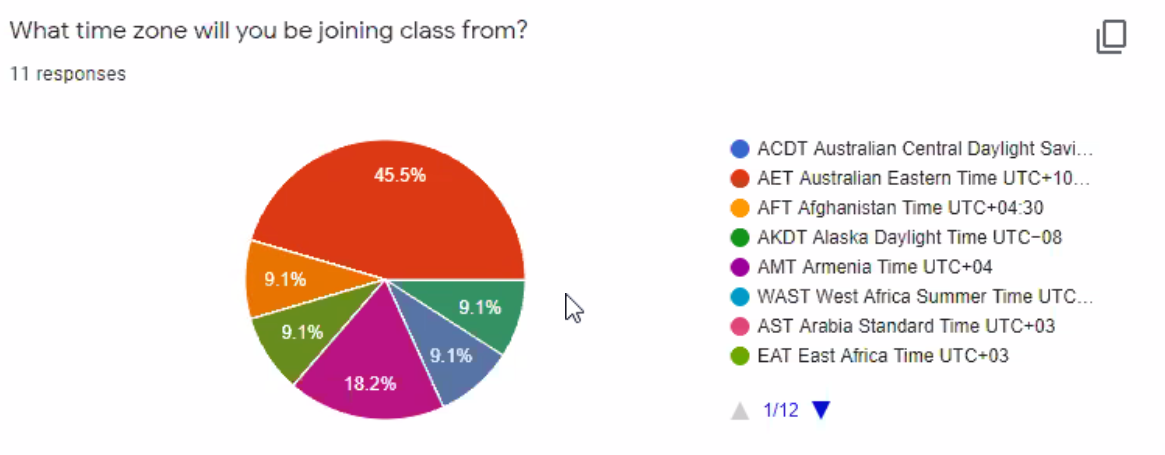 What time zone will you be joining class from?
11 responses
45.5%
9.1%
9.1%
18.2%
9.1%
9.1%
ACDT Australian Central Daylight Savi...
AET Australian Eastern Time UTC+10...
AFT Afghanistan Time UTC+04:30
AKDT Alaska Daylight Time UTC−08
AMT Armenia Time UTC+04
WAST West Africa Summer Time UTC...
AST Arabia Standard Time UTC+03
EAT East Africa Time UTC+03
1/12